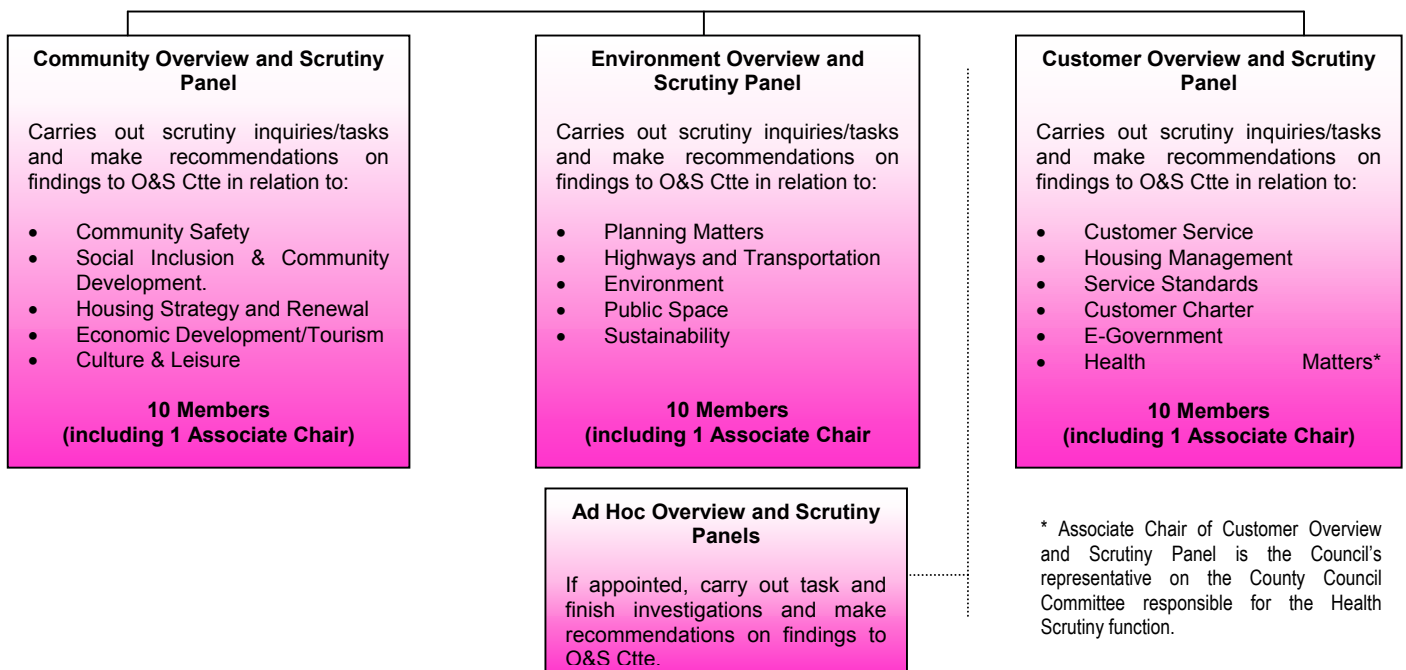 Community Overview and Scrutiny
Panel
Carries out scrutiny inquiries/tasks
and make recommendations on
findings to O&S Ctte in relation to:
• Community Safety
• Social Inclusion & Community
Development.
• Housing Strategy and Renewal
• Economic Development/Tourism
• Culture & Leisure
10 Members
(including 1 Associate Chair)
Environment Overview and
Scrutiny Panel
Carries out scrutiny inquiries/tasks
and make recommendations on
findings to O&S Ctte in relation to:
• Planning Matters
• Highways and Transportation
• Environment
• Public Space
• Sustainability
10 Members
(including 1 Associate Chair
Customer Overview and Scrutiny
Panel
Carries out scrutiny inquiries/tasks
and make recommendations on
findings to O&S Ctte in relation to:
• Customer Service
• Housing Management
• Service Standards
• Customer Charter
• E-Government
• Health Matters*
10 Members
(including 1 Associate Chair)
Ad Hoc Overview and Scrutiny
Panels
If appointed, carry out task and
finish investigations and make
recommendations on findings to
O&S Ctte.
* Associate Chair of Customer Overview
and Scrutiny Panel is the Council's
representative on the County Council
Committee responsible for the Health
Scrutiny function.